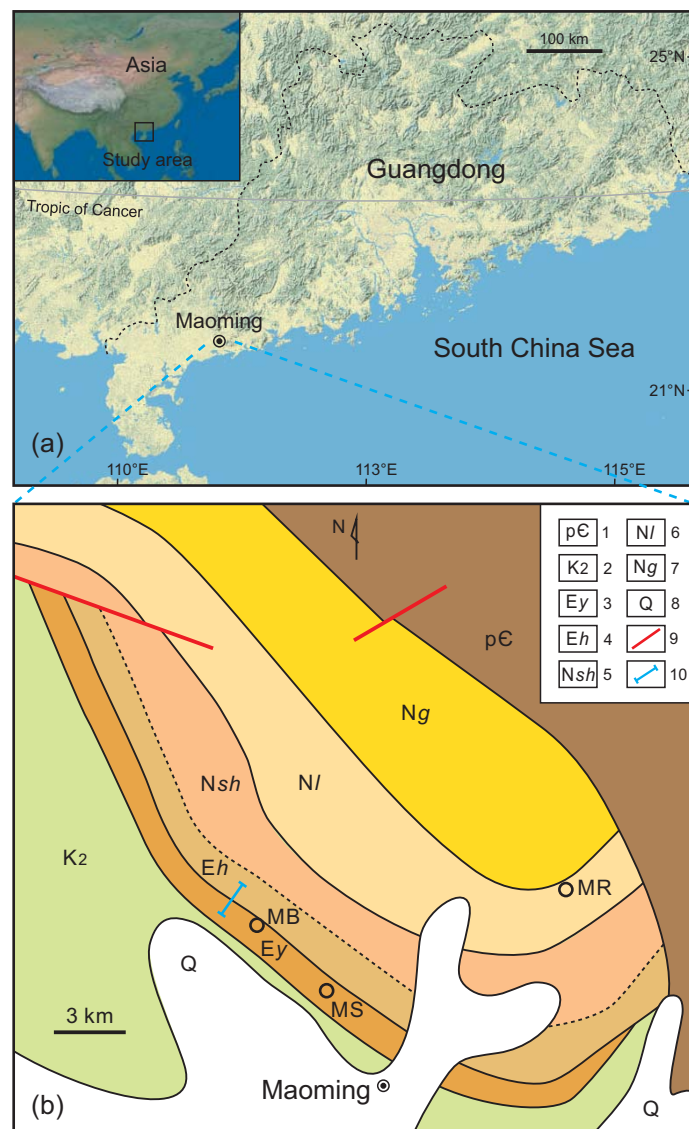 Asia
Study area
100 km
25°N
Guangdong
Tropic of Cancer
Maoming
South China Sea
21°N
(a)
110°E
113°E
115°E
N
pЄ 1
Nl 6
K2 2
Ng 7
Ey 3
Q 8
Eh 4
9
Nsh 5
10
pЄ
Ng
Nsh
Nl
K2
Eh
MR
MB
Ey
Q
MS
3 km
Maoming
(b)
Q